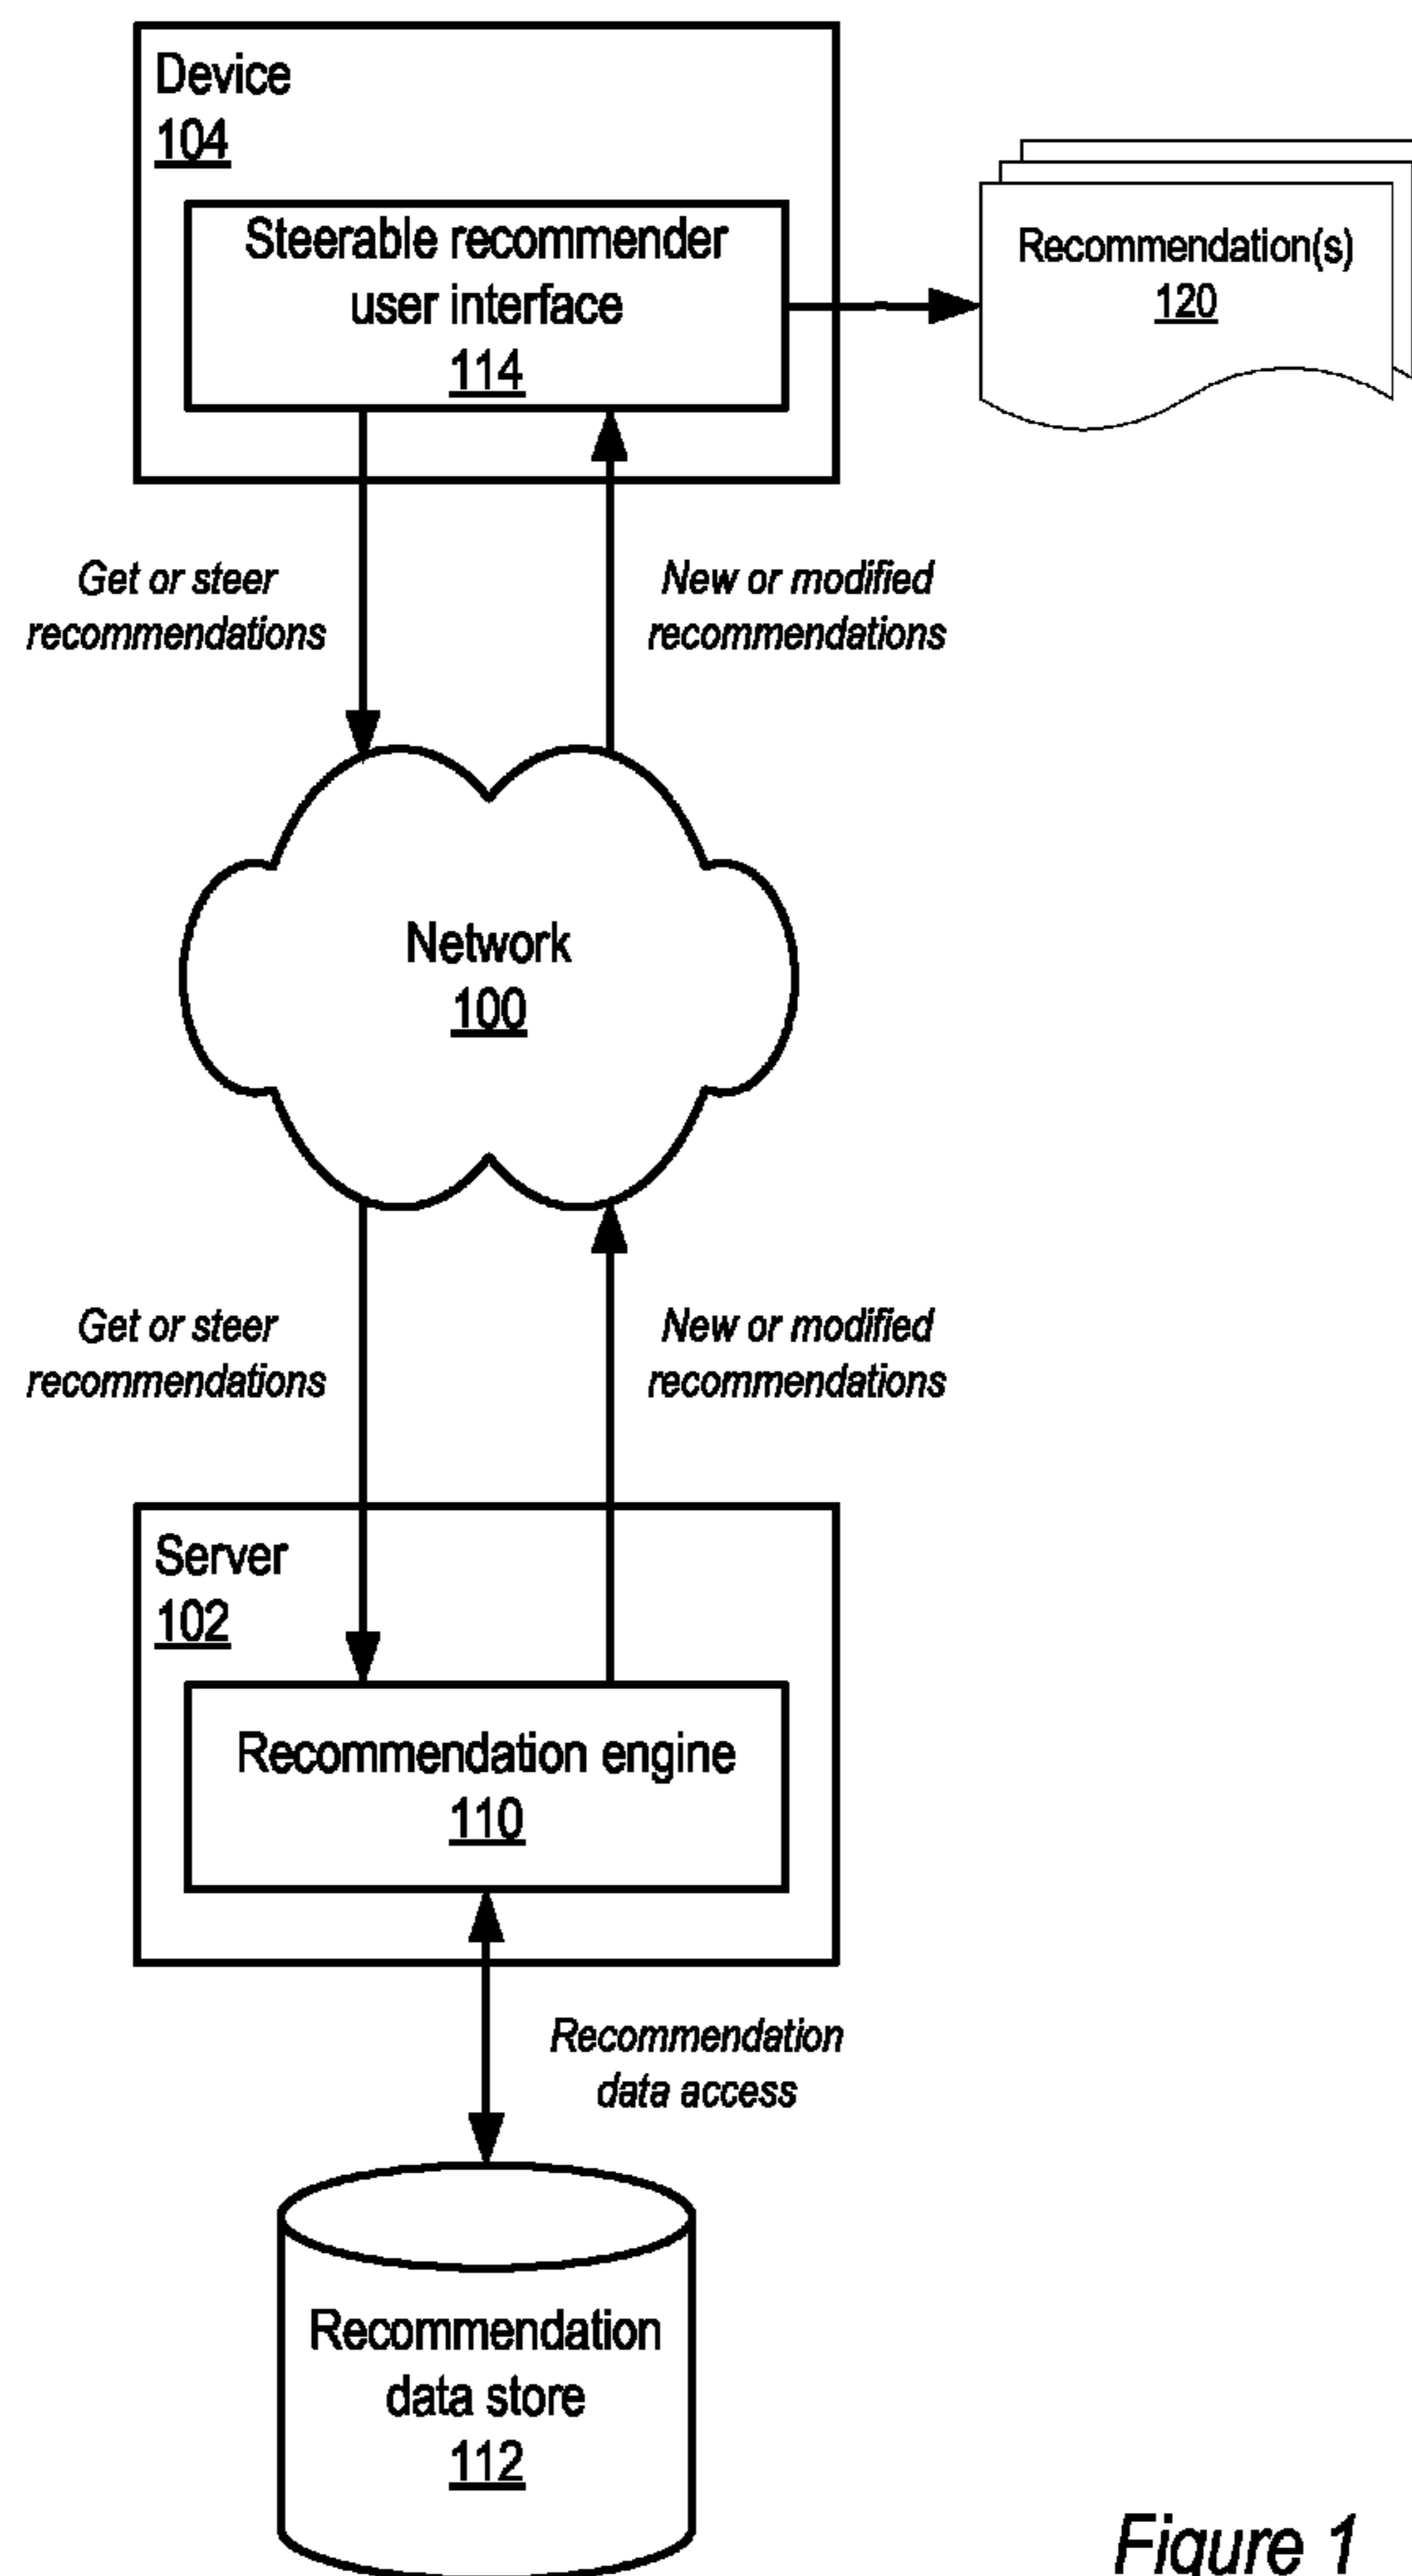 Device
104
Steerable recommender
user interface
114
Recommendation(s)
120
Get or steer
recommendations
New or modified
recommendations
Network
100
Get or steer
recommendations
New or modified
recommendations
Server
102
Recommendation engine
110
Recommendation
data access
Recommendation
data store
112
Figure 1